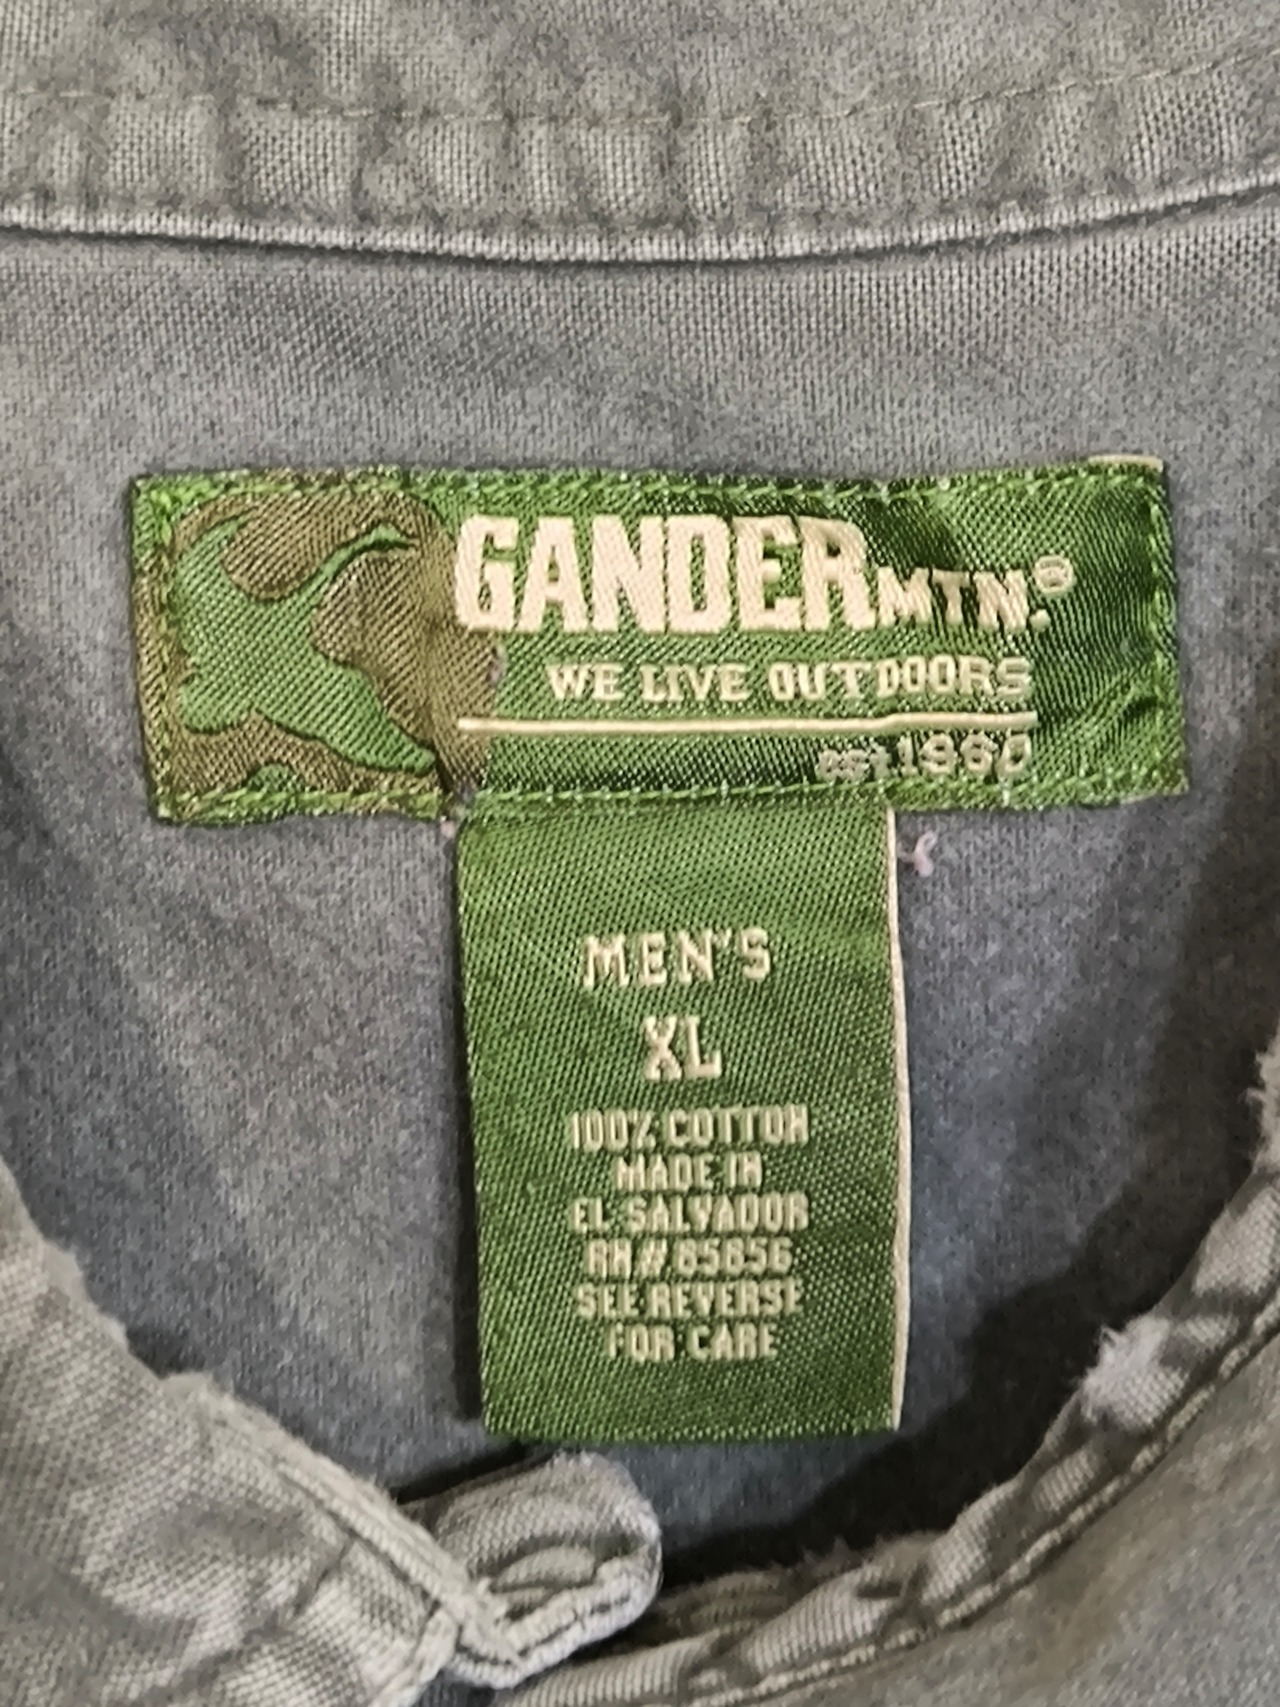 GANDER MTN.®
WE LIVE OUTDOORS
est.1960
MEN'S
XL
100% COTTON
MADE IN
EL SALVADOR
RN# 85856
SEE REVERSE
FOR CARE